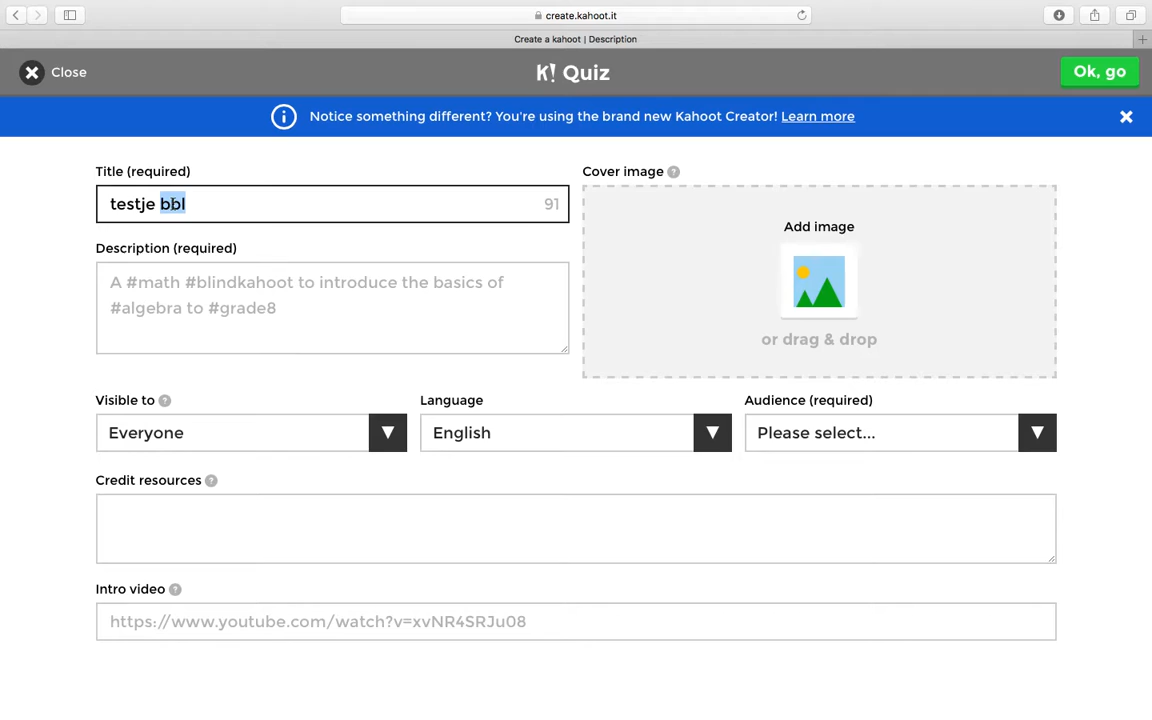 create.kahoot.it
Create a kahoot | Description
Close
K! Quiz
Ok, go
Notice something different? You're using the brand new Kahoot Creator! Learn more
Title (required)
testje bbl
91
Cover image
Add image
or drag & drop
Description (required)
A #math #blindkahoot to introduce the basics of
#algebra to #grade8
Visible to
Everyone
Language
English
Audience (required)
Please select...
Credit resources
Intro video
https://www.youtube.com/watch?v=xvNR4SRJu08